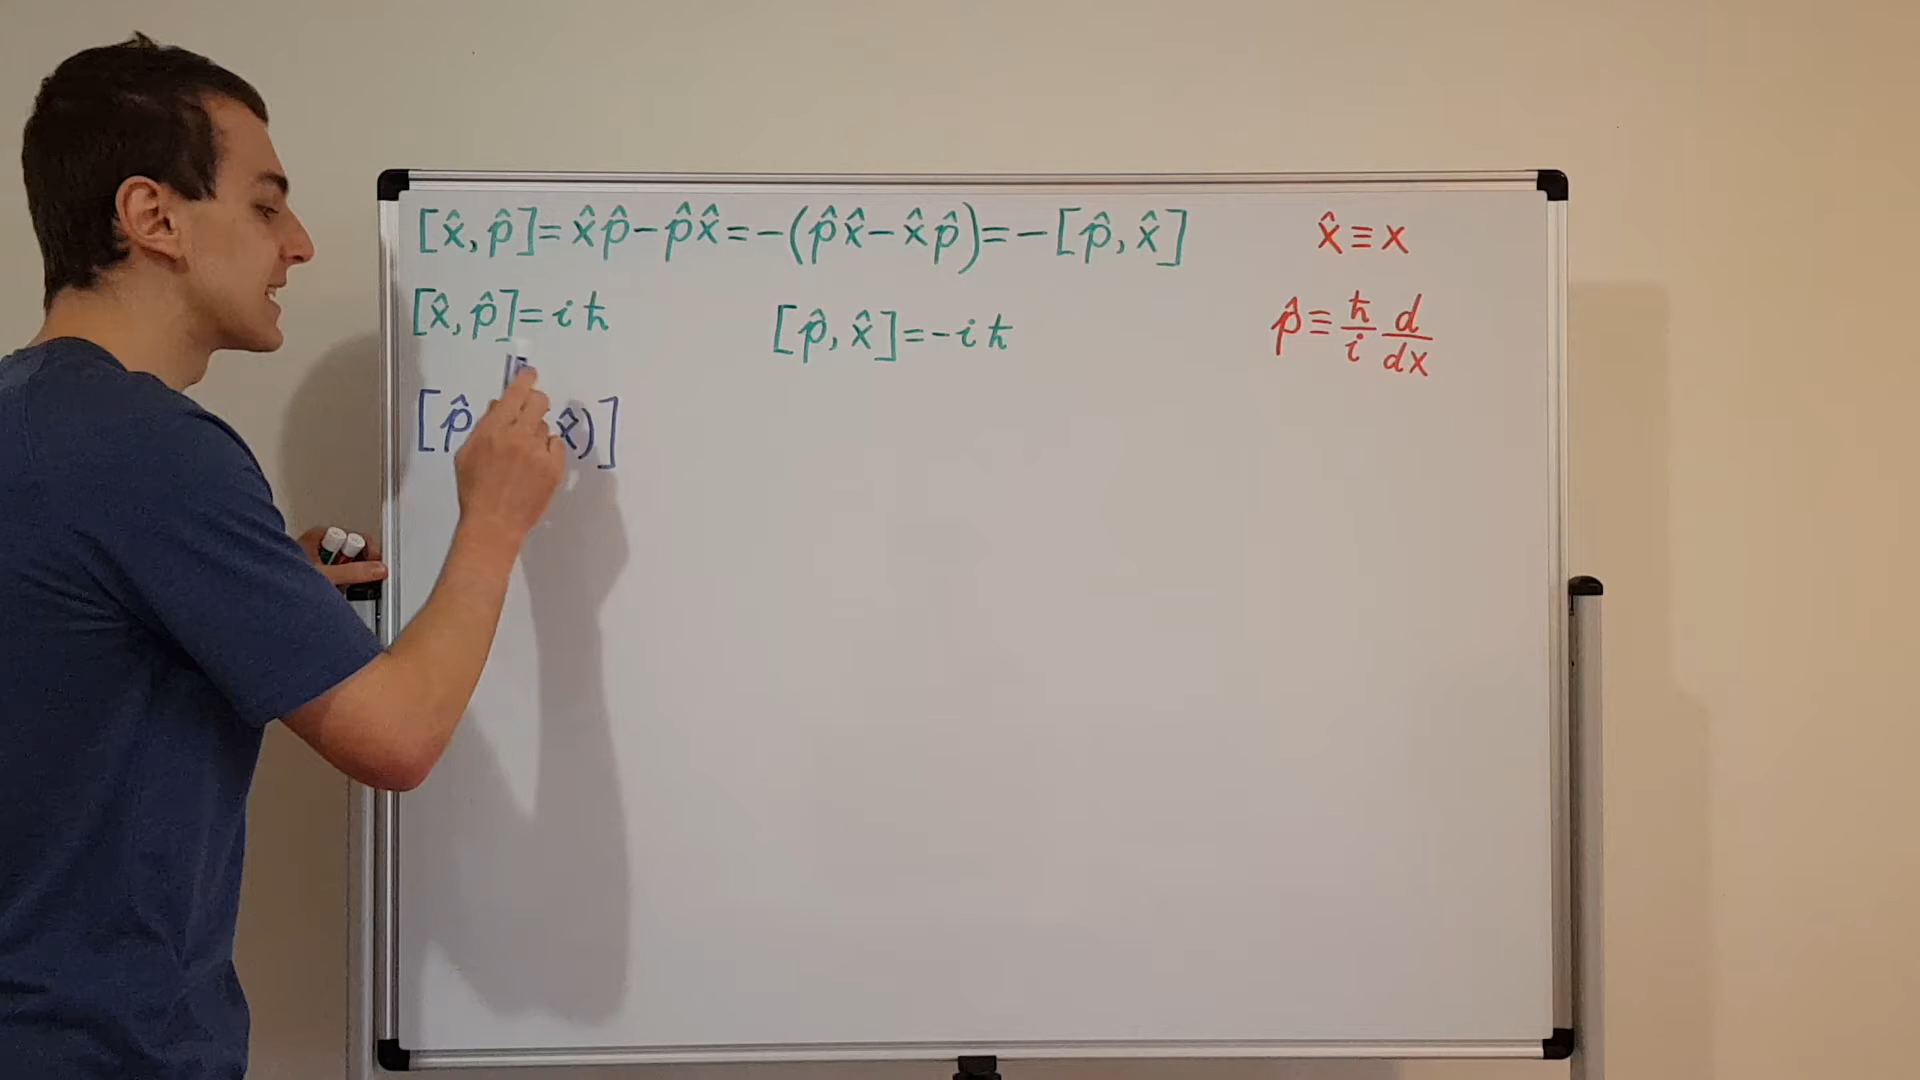 [x̂, p̂] = x̂p̂ − p̂x̂ = −(p̂x̂ − x̂p̂) = −[p̂, x̂]
x̂ ≡ x
[x̂, p̂] = iħ
[p̂, x̂] = −iħ
p̂ ≡ ħ/i d/dx
[p̂ x̂)]